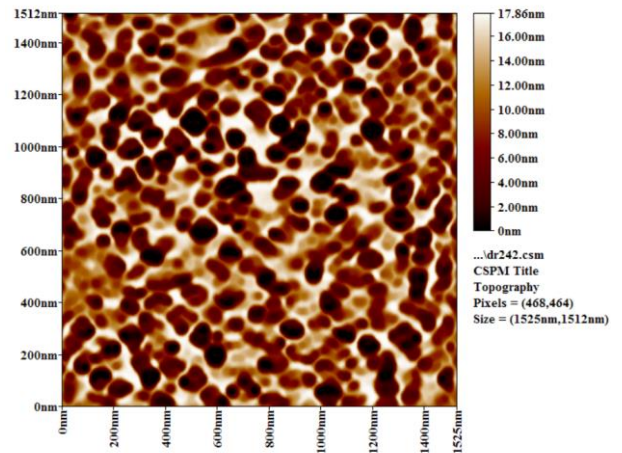 1512nm
1400nm
1200nm
1000nm
800nm
600nm
400nm
200nm
0nm
0nm
200nm
400nm
600nm
800nm
1000nm
1200nm
1400nm
1525nm
17.86nm
16.00nm
14.00nm
12.00nm
10.00nm
8.00nm
6.00nm
4.00nm
2.00nm
0nm
...\dr242.csm
CSPM Title
Topography
Pixels = (468,464)
Size = (1525nm,1512nm)